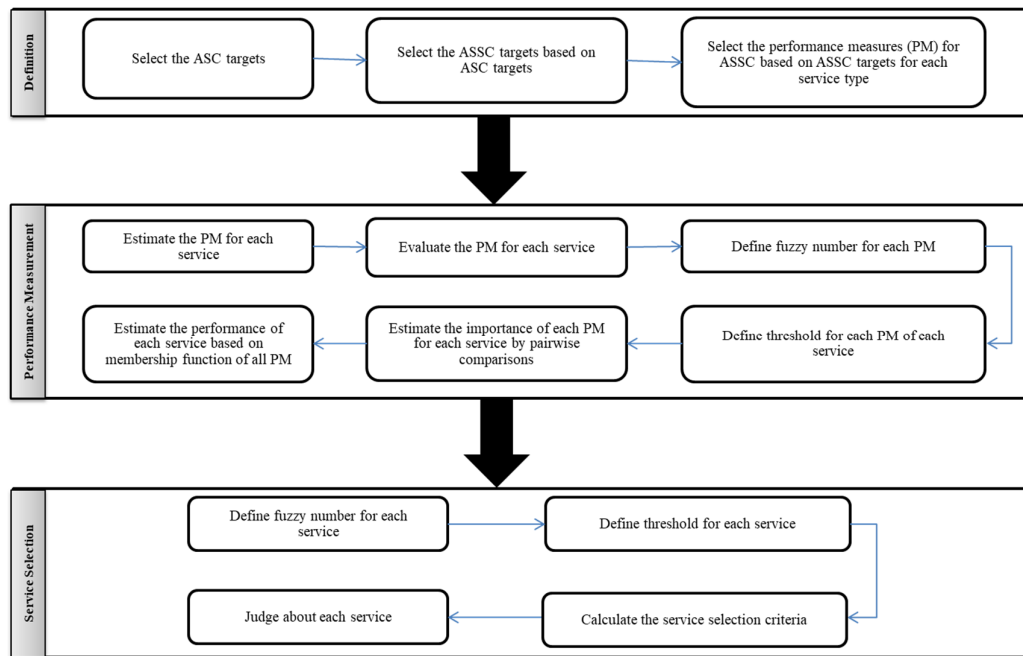 Definition
Select the ASC targets
Select the ASSC targets based on
ASC targets
Select the performance measures (PM) for
ASSC based on ASSC targets for each
service type
Performance Measurement
Estimate the PM for each
service
Evaluate the PM for each service
Define fuzzy number for each PM
Define threshold for each PM of each
service
Estimate the importance of each PM
for each service by pairwise
comparisons
Estimate the performance of
each service based on
membership function of all PM
Service Selection
Define fuzzy number for each
service
Define threshold for each service
Calculate the service selection criteria
Judge about each service